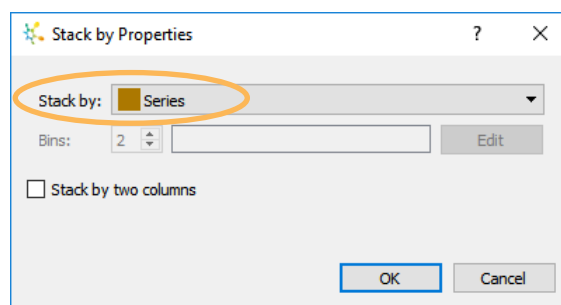 Stack by Properties ?
Stack by: Series
Bins: 2 Edit
Stack by two columns
OK Cancel